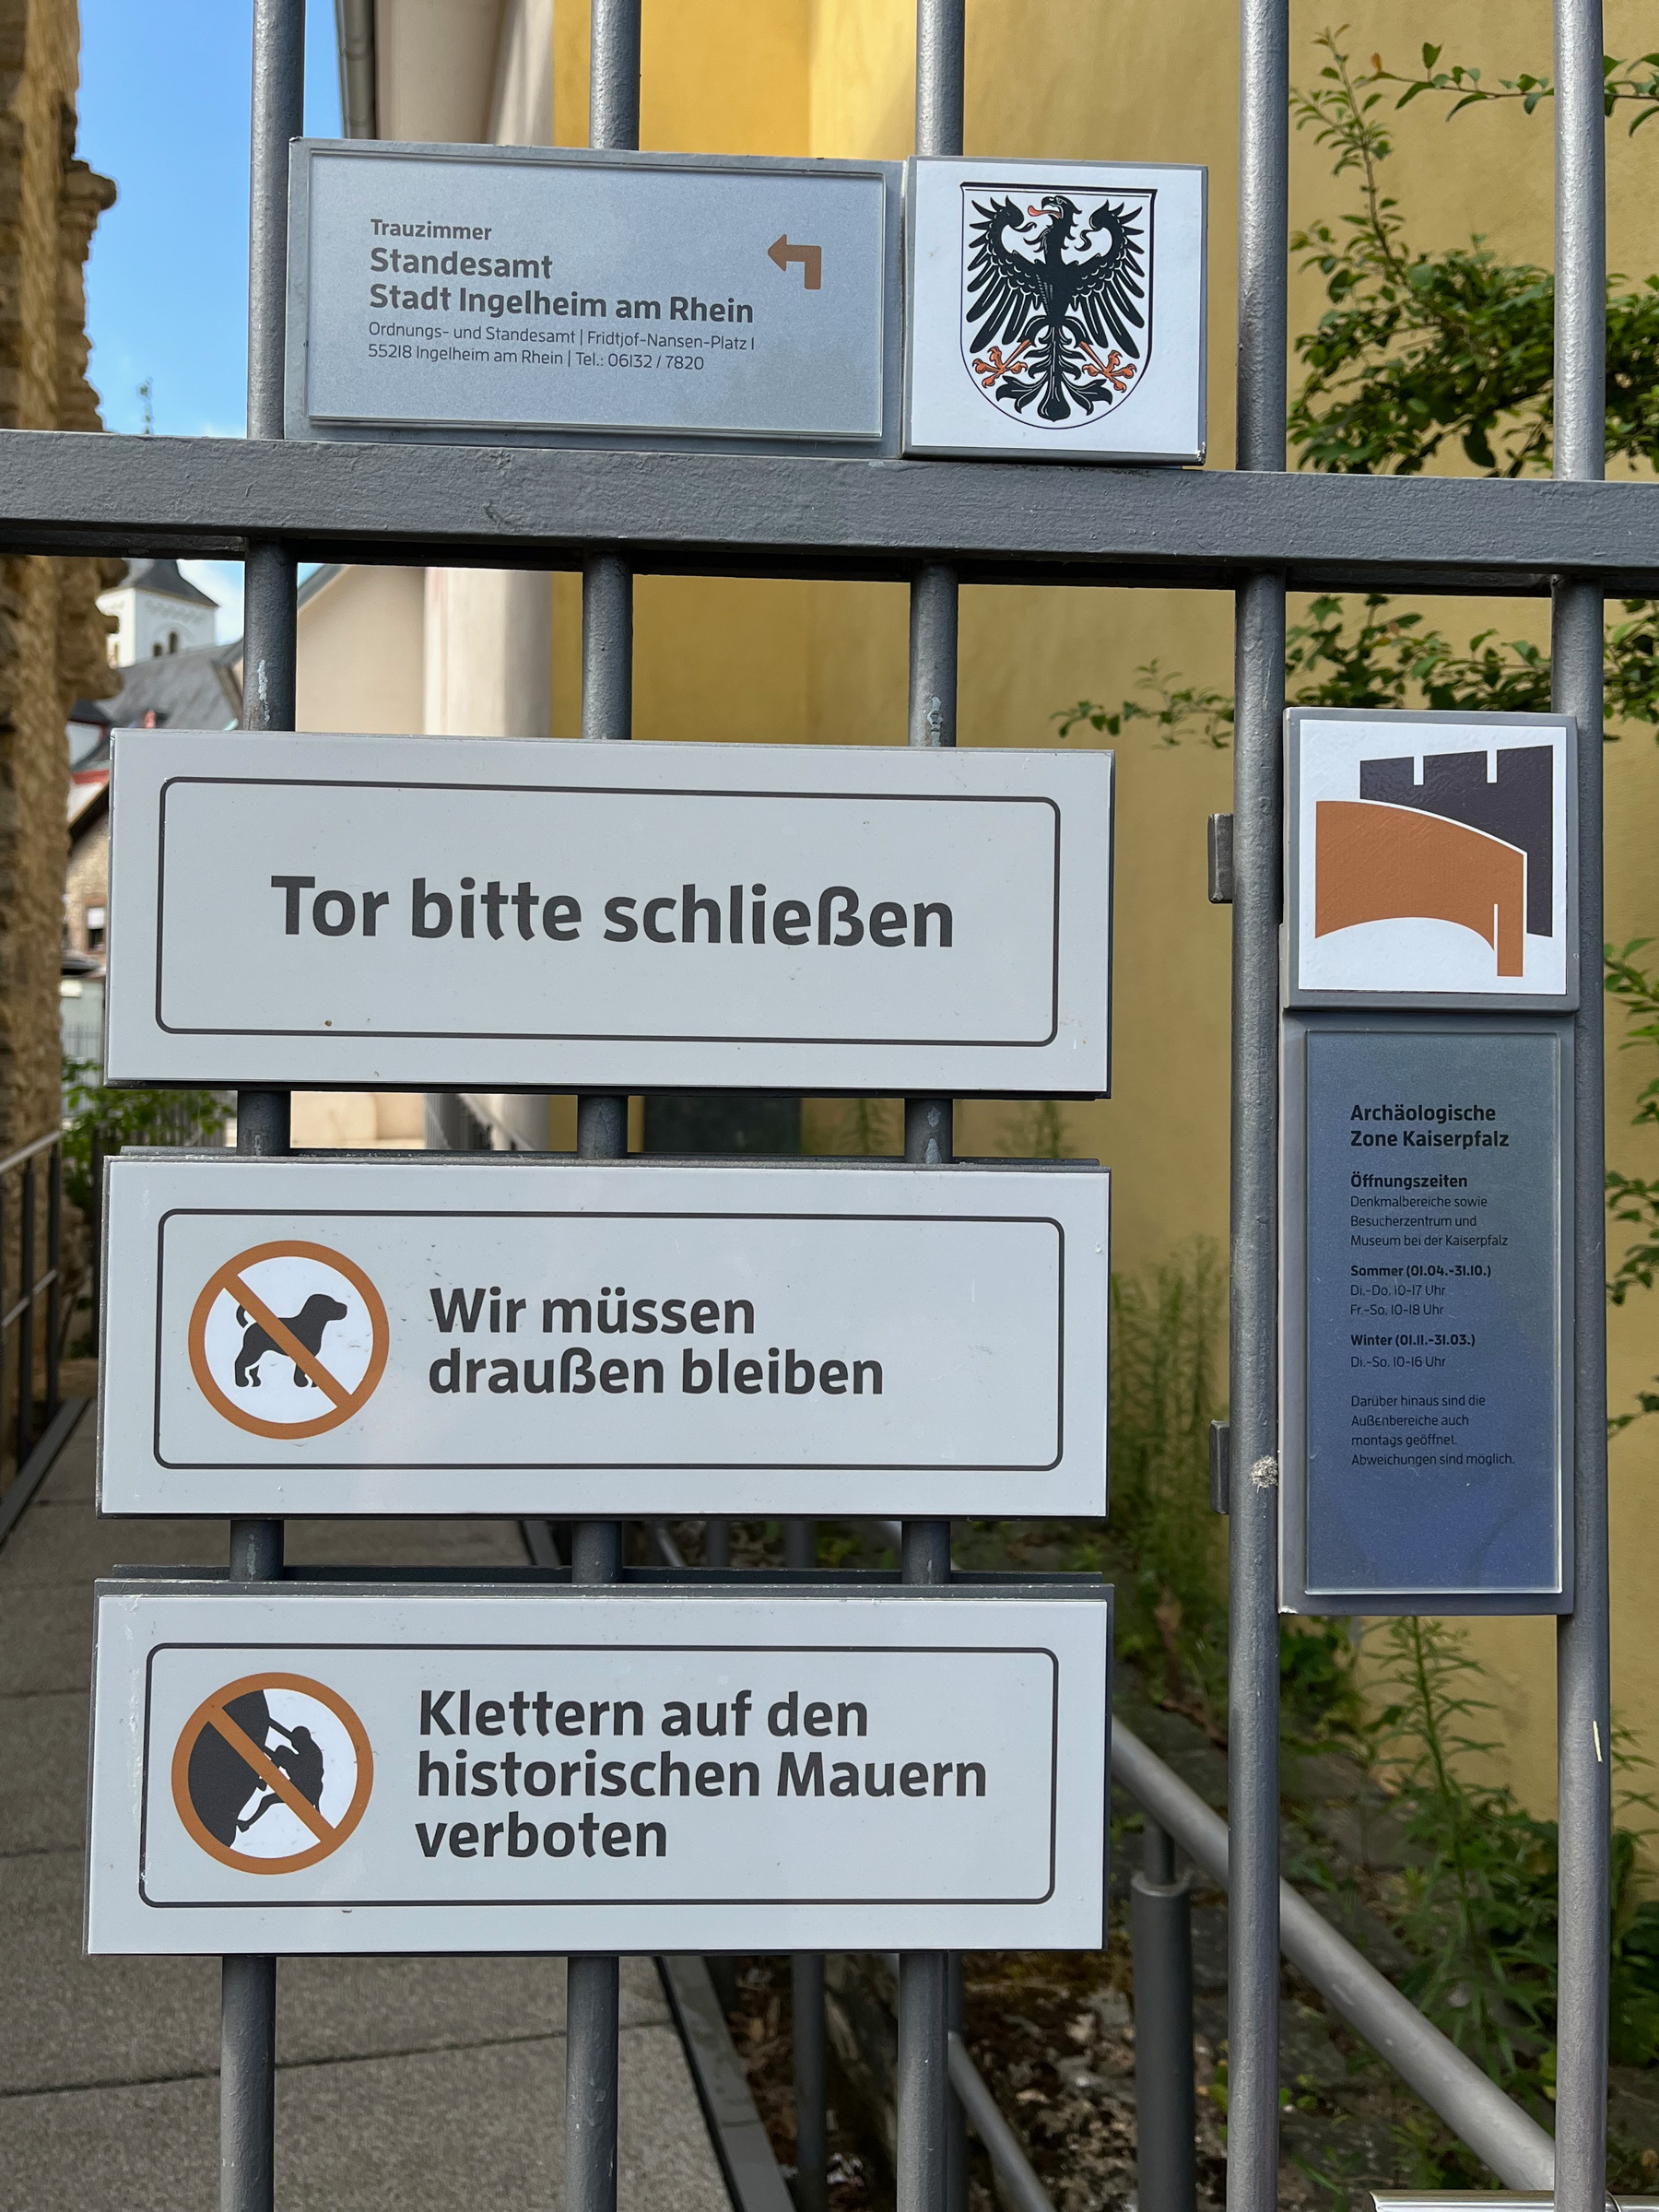 Trauzimmer
Standesamt
Stadt Ingelheim am Rhein
Ordnungs- und Standesamt | Fridtjof-Nansen-Platz 1
55218 Ingelheim am Rhein | Tel.: 06132 / 7820
Tor bitte schließen
Wir müssen
draußen bleiben
Klettern auf den
historischen Mauern
verboten
Archäologische
Zone Kaiserpfalz
Öffnungszeiten
Denkmalbereiche sowie
Besucherzentrum und
Museum bei der Kaiserpfalz
Sommer (01.04.-31.10.)
Di.-Do. 10-17 Uhr
Fr.-So. 10-18 Uhr
Winter (01.11.-31.03.)
Di.-So. 10-16 Uhr
Darüber hinaus sind die
Außenbereiche auch
montags geöffnet.
Abweichungen sind möglich.